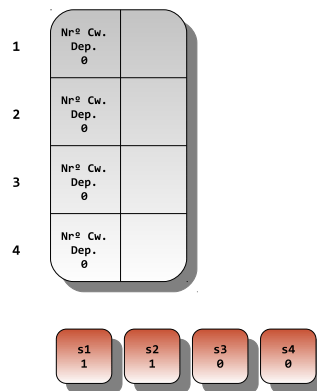 1
Nrº Cw.
Dep.
0
2
Nrº Cw.
Dep.
0
3
Nrº Cw.
Dep.
0
4
Nrº Cw.
Dep.
0
s1 s2 s3 s4
1 1 0 0